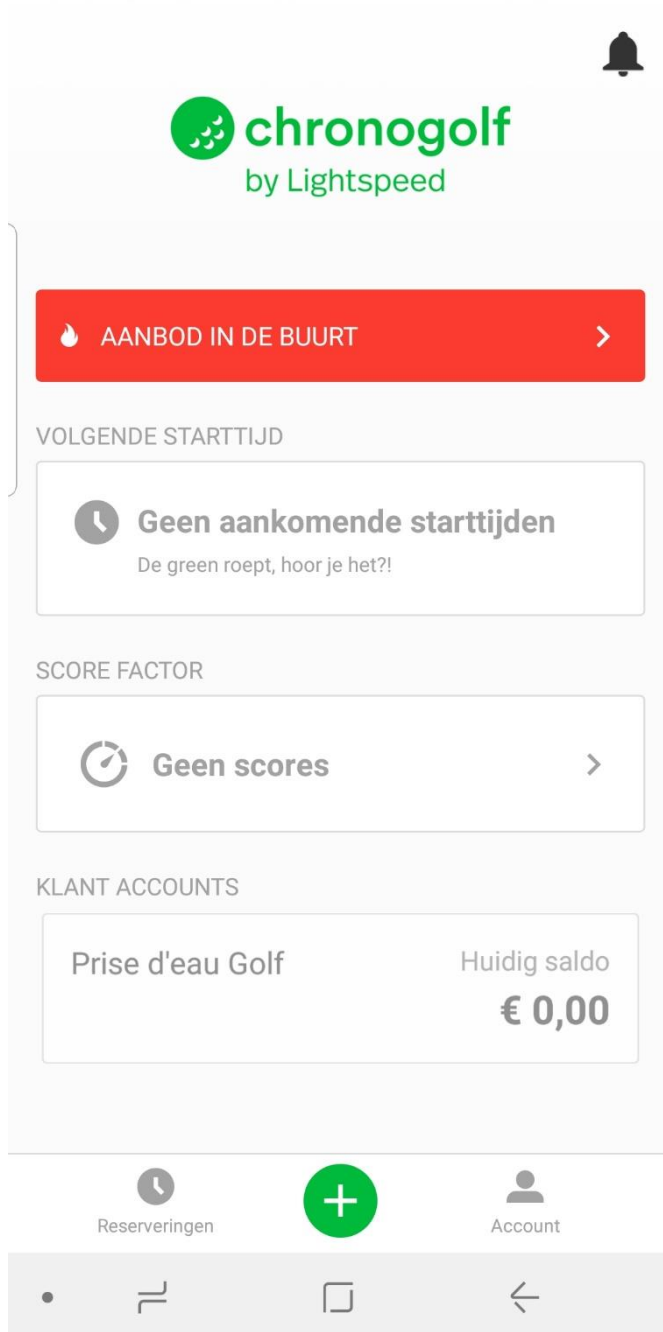 chronogolf
by Lightspeed
AANBOD IN DE BUURT
VOLGENDE STARTTIJD
Geen aankomende starttijden
De green roept, hoor je het?!
SCORE FACTOR
Geen scores
KLANT ACCOUNTS
Prise d'eau Golf
Huidig saldo
€ 0,00
Reserveringen
Account